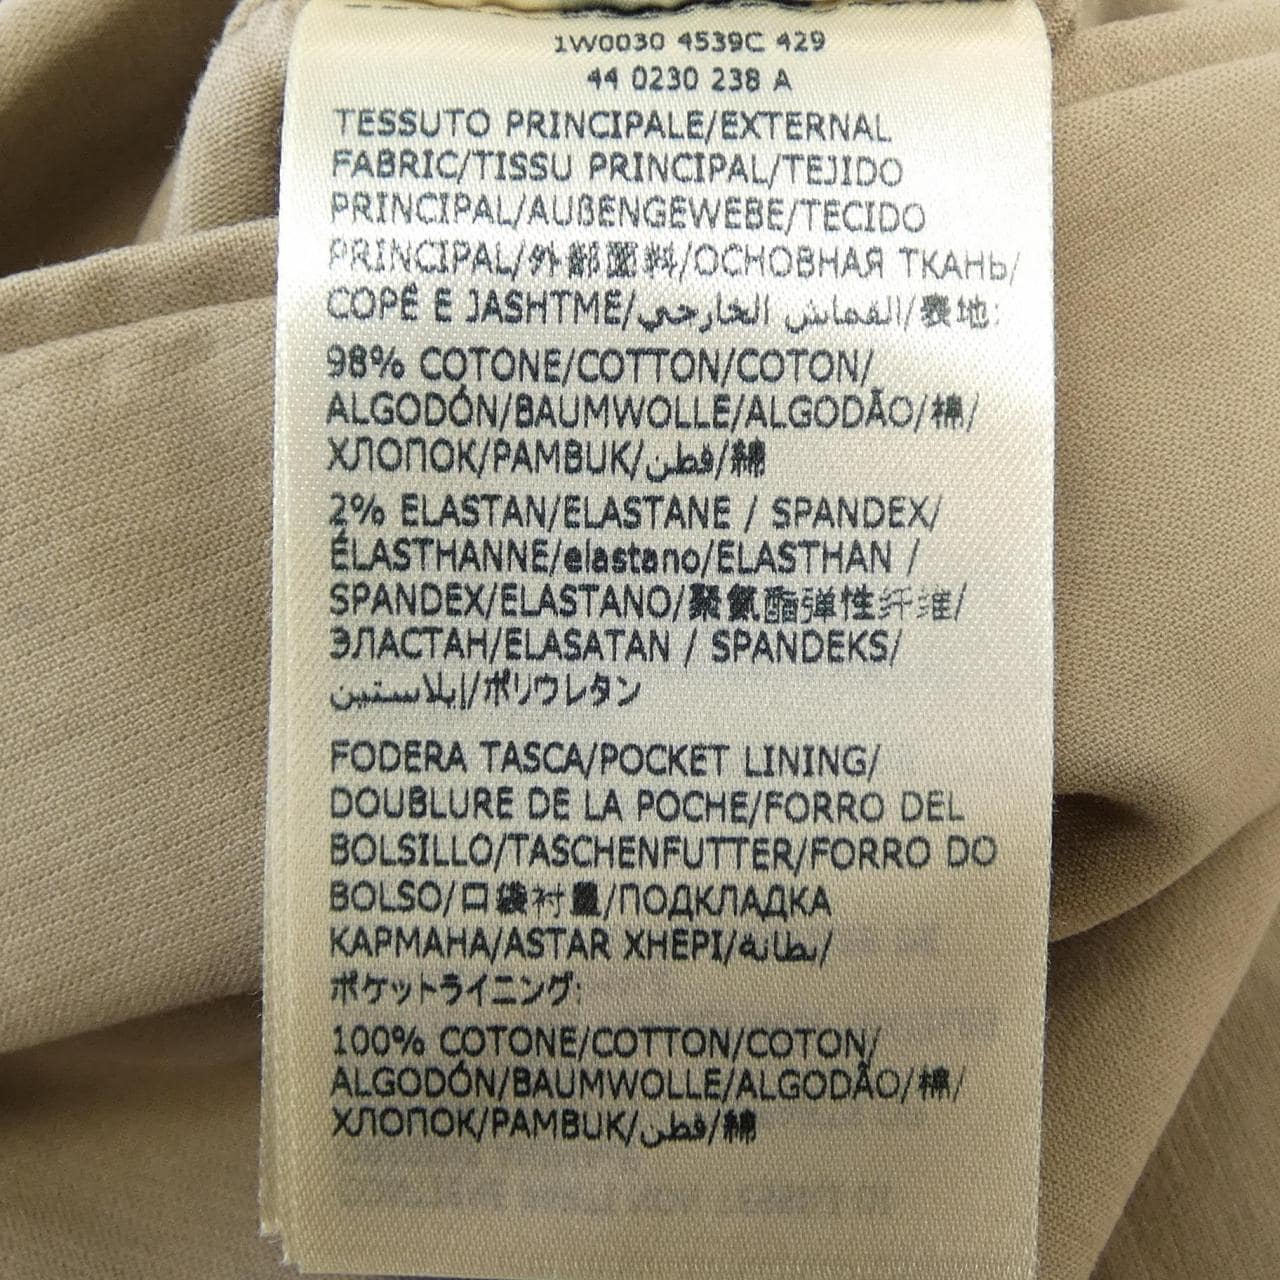 1W0030 4539C 429
44 0230 238 A
TESSUTO PRINCIPALE/EXTERNAL
FABRIC/TISSU PRINCIPAL/TEJIDO
PRINCIPAL/AUßENGEWEBE/TECIDO
PRINCIPAL/外部面料/ОСНОВНАЯ ТКАНЬ/
COPË E JASHTME/القماش الخارجي/表地:
98% COTONE/COTTON/COTON/
ALGODÓN/BAUMWOLLE/ALGODÃO/棉/
ХЛОПОК/PAMBUK/قطن/綿
2% ELASTAN/ELASTANE / SPANDEX/
ÉLASTHANNE/elastano/ELASTHAN /
SPANDEX/ELASTANO/聚氨酯弹性纤维/
ЭЛАСТАН/ELASATAN / SPANDEKS/
إيلاستين/ポリウレタン
FODERA TASCA/POCKET LINING/
DOUBLURE DE LA POCHE/FORRO DEL
BOLSILLO/TASCHENFUTTER/FORRO DO
BOLSO/口袋衬里/ПОДКЛАДКА
КАРМАНА/ASTAR XHEPI/بطانة/
ポケットライニング:
100% COTONE/COTTON/COTON/
ALGODÓN/BAUMWOLLE/ALGODÃO/棉/
ХЛОПОК/PAMBUK/قطن/綿